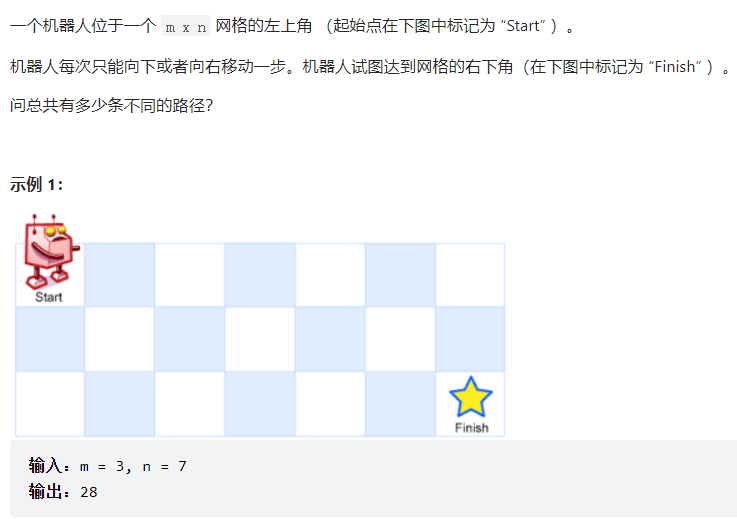 一个机器人位于一个 m x n 网格的左上角 （起始点在下图中标记为 “Start” ）。
机器人每次只能向下或者向右移动一步。机器人试图达到网格的右下角（在下图中标记为 “Finish” ）。
问总共有多少条不同的路径？
示例 1：
Start
Finish
输入：m = 3, n = 7
输出：28